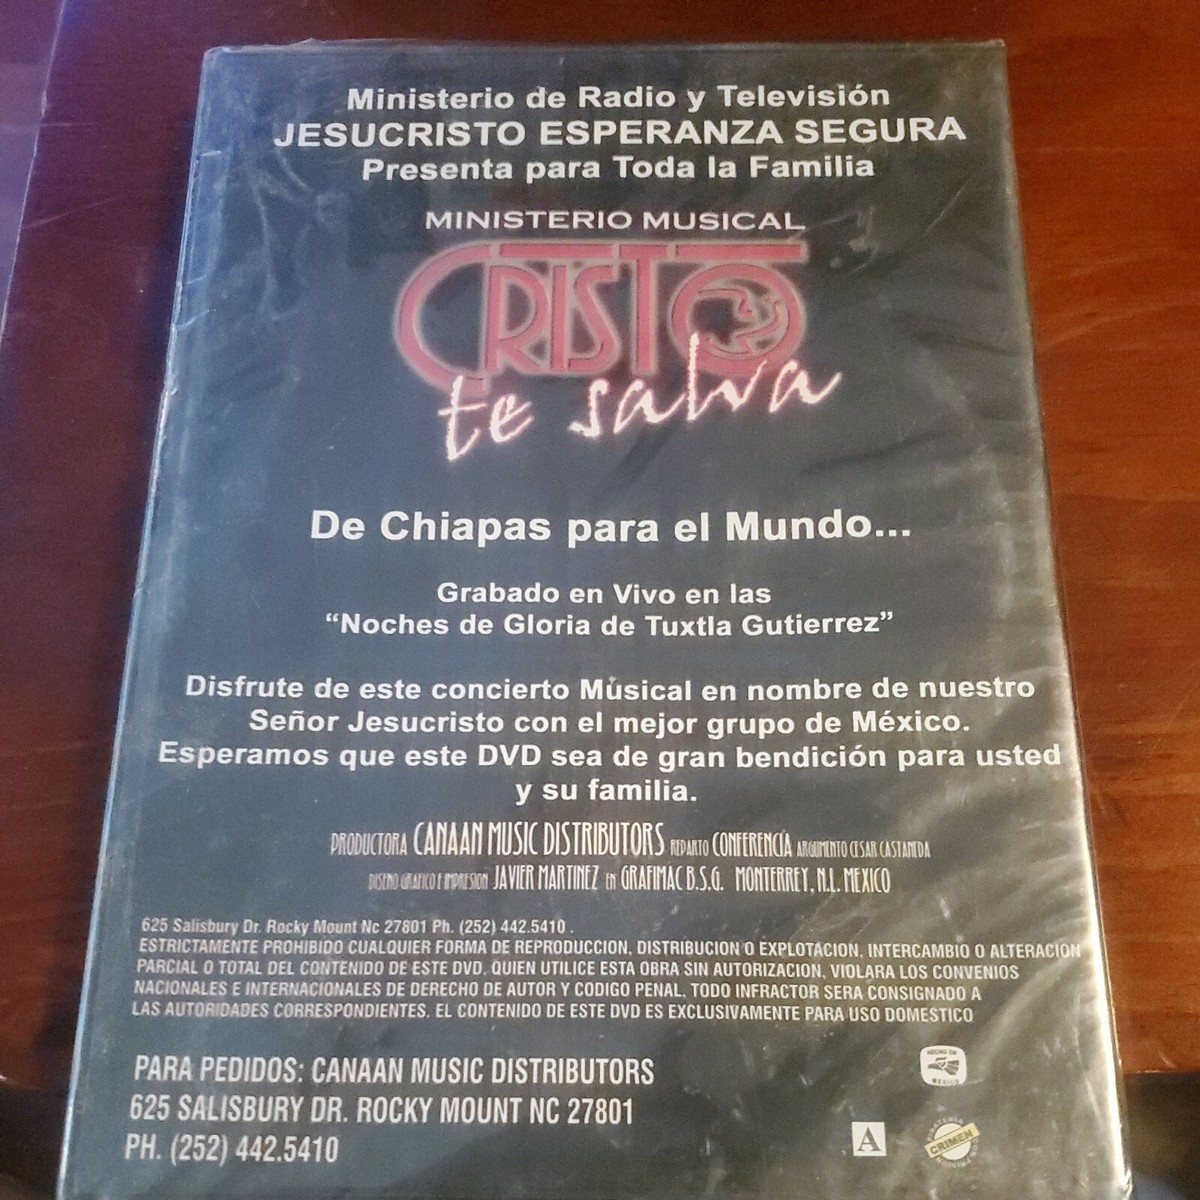 Ministerio de Radio y Televisión
JESUCRISTO ESPERANZA SEGURA
Presenta para Toda la Familia
MINISTERIO MUSICAL
CRISTO
te salva
De Chiapas para el Mundo...
Grabado en Vivo en las
“Noches de Gloria de Tuxtla Gutierrez”
Disfrute de este concierto Músical en nombre de nuestro
Señor Jesucristo con el mejor grupo de México.
Esperamos que este DVD sea de gran bendición para usted
y su familia.
PRODUCTORA CANAAN MUSIC DISTRIBUTORS REPARTO CONFERENCIA ARGUMENTO CESAR CASTANEDA
DISENO GRAFICO E IMPRESION JAVIER MARTINEZ EN GRAFIMAC B.S.G. MONTERREY, N.L. MEXICO
625 Salisbury Dr. Rocky Mount Nc 27801 Ph. (252) 442.5410 .
ESTRICTAMENTE PROHIBIDO CUALQUIER FORMA DE REPRODUCCION, DISTRIBUCION O EXPLOTACION, INTERCAMBIO O ALTERACION
PARCIAL O TOTAL DEL CONTENIDO DE ESTE DVD. QUIEN UTILICE ESTA OBRA SIN AUTORIZACION, VIOLARA LOS CONVENIOS
NACIONALES E INTERNACIONALES DE DERECHO DE AUTOR Y CODIGO PENAL. TODO INFRACTOR SERA CONSIGNADO A
LAS AUTORIDADES CORRESPONDIENTES. EL CONTENIDO DE ESTE DVD ES EXCLUSIVAMENTE PARA USO DOMESTICO
PARA PEDIDOS: CANAAN MUSIC DISTRIBUTORS
625 SALISBURY DR. ROCKY MOUNT NC 27801
PH. (252) 442.5410
HECHO EN
MEXICO
A
CRIMEN